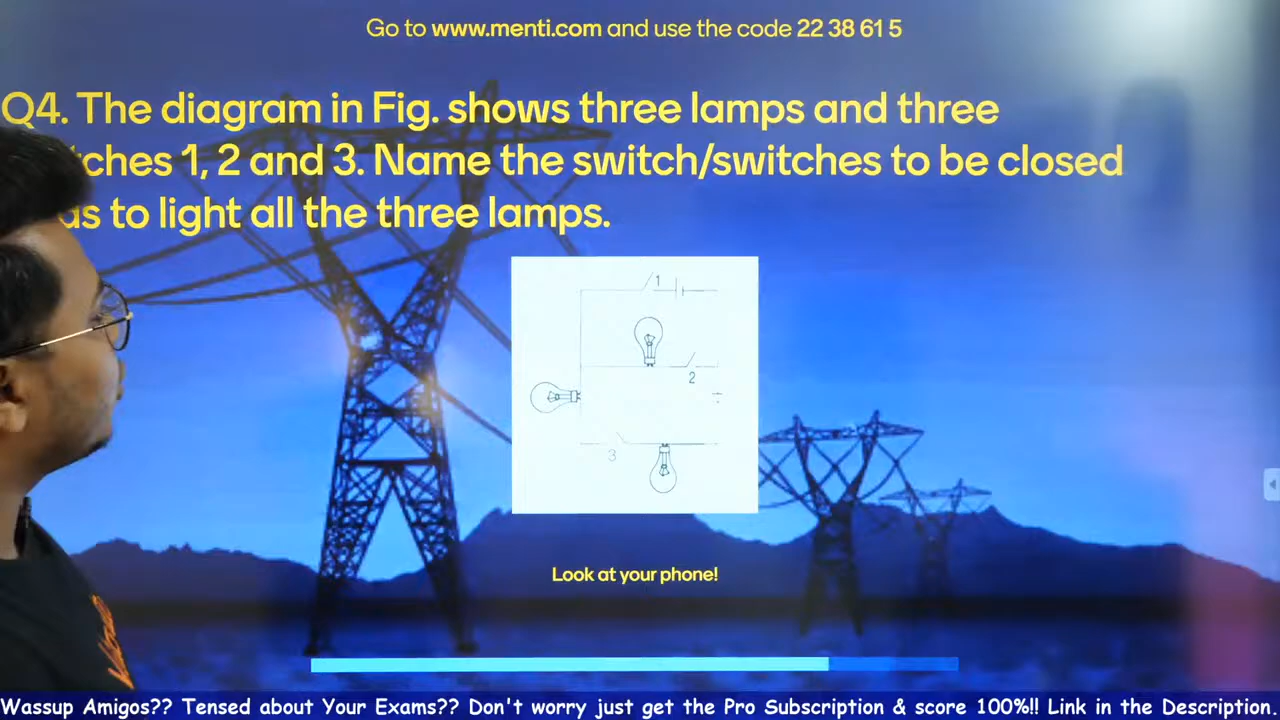 Go to www.menti.com and use the code 22 38 61 5
Q4. The diagram in Fig. shows three lamps and three
tches 1, 2 and 3. Name the switch/switches to be closed
as to light all the three lamps.
1
2
3
Look at your phone!
Wassup Amigos?? Tensed about Your Exams?? Don't worry just get the Pro Subscription & score 100%!! Link in the Description.